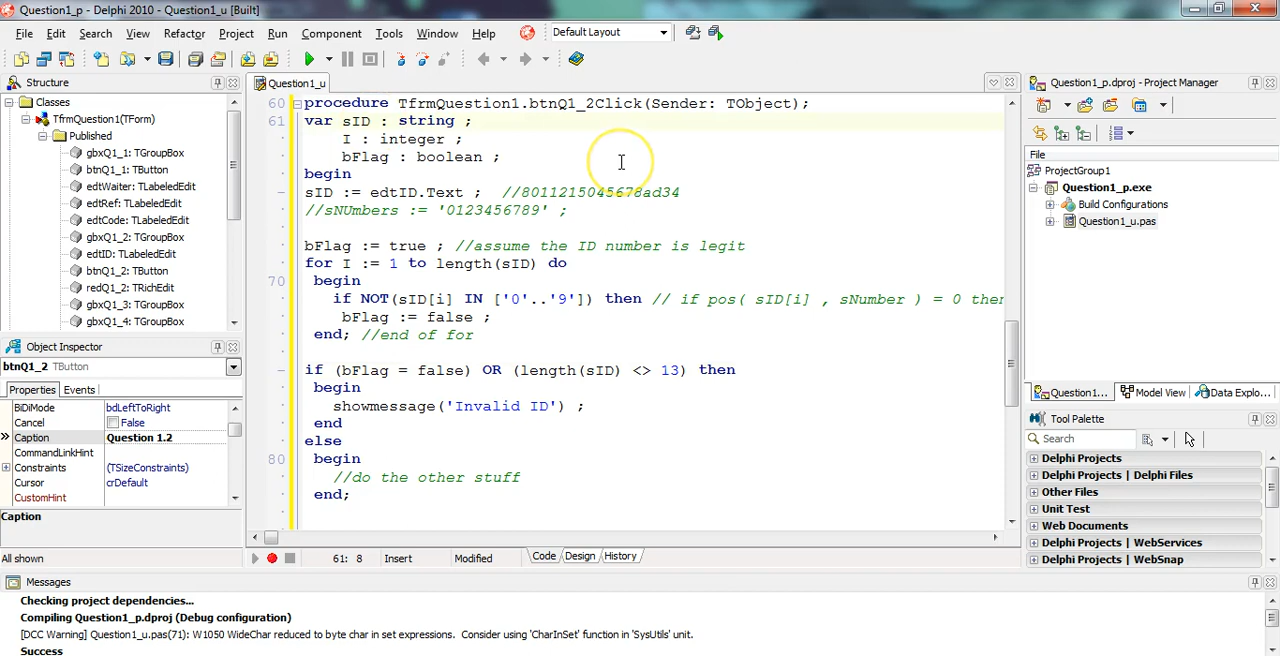 Question1_p - Delphi 2010 - Question1_u [Built]
File Edit Search View Refactor Project Run Component Tools Window Help Default Layout
Structure
Classes
TfrmQuestion1(TForm)
Published
gbxQ1_1: TGroupBox
btnQ1_1: TButton
edtWaiter: TLabeledEdit
edtRef: TLabeledEdit
edtCode: TLabeledEdit
gbxQ1_2: TGroupBox
edtID: TLabeledEdit
btnQ1_2: TButton
redQ1_2: TRichEdit
gbxQ1_3: TGroupBox
gbxQ1_4: TGroupBox
Object Inspector
btnQ1_2 TButton
Properties Events
BiDiMode bdLeftToRight
Cancel False
Caption Question 1.2
CommandLinkHint
Constraints (TSizeConstraints)
Cursor crDefault
CustomHint
Caption
All shown
Question1_u
60 procedure TfrmQuestion1.btnQ1_2Click(Sender: TObject);
61 var sID : string ;
I : integer ;
bFlag : boolean ;
begin
sID := edtID.Text ; //8011215045678ad34
//sNUmbers := '0123456789' ;
bFlag := true ; //assume the ID number is legit
for I := 1 to length(sID) do
70 begin
if NOT(sID[i] IN ['0'..'9']) then // if pos( sID[i] , sNumber ) = 0 then
bFlag := false ;
end; //end of for
if (bFlag = false) OR (length(sID) <> 13) then
begin
showmessage('Invalid ID') ;
end
else
80 begin
//do the other stuff
end;
61: 8 Insert Modified Code Design History
Question1_p.dproj - Project Manager
File
ProjectGroup1
Question1_p.exe
Build Configurations
Question1_u.pas
Question1... Model View Data Explo...
Tool Palette
Search
Delphi Projects
Delphi Projects | Delphi Files
Other Files
Unit Test
Web Documents
Delphi Projects | WebServices
Delphi Projects | WebSnap
Messages
Checking project dependencies...
Compiling Question1_p.dproj (Debug configuration)
[DCC Warning] Question1_u.pas(71): W1050 WideChar reduced to byte char in set expressions. Consider using 'CharInSet' function in 'SysUtils' unit.
Success